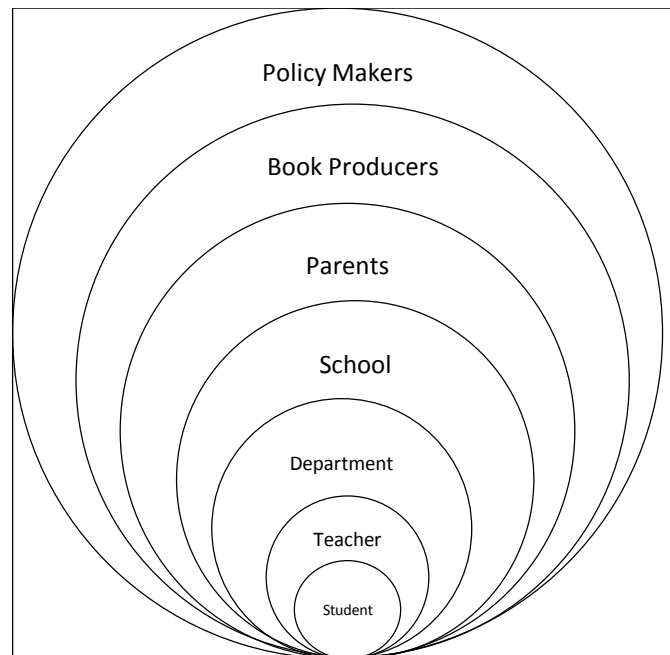 Policy Makers
Book Producers
Parents
School
Department
Teacher
Student